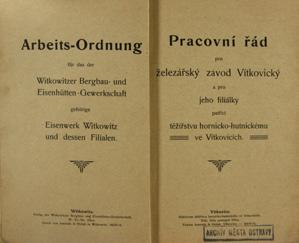 Arbeits-Ordnung
für das der
Witkowitzer Bergbau- und
Eisenhütten-Gewerkschaft
gehörige
Eisenwerk Witkowitz
und dessen Filialen.
Witkowitz.
Pracovní řád
pro
železářský závod Vítkovický
a pro
jeho filiálky
patřící
těžířstvu hornicko-hutnickému
ve Vítkovicích.
Vítkovice.
ARCHIV MĚSTA OSTRAVY